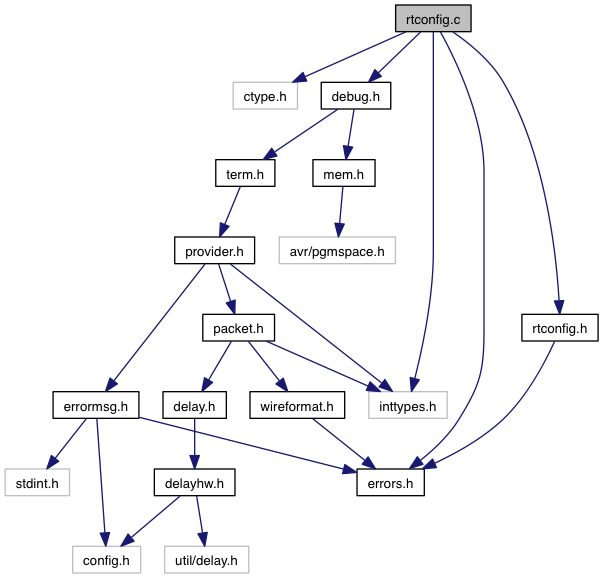 rtconfig.c
ctype.h
debug.h
term.h
mem.h
provider.h
avr/pgmspace.h
packet.h
rtconfig.h
errormsg.h
delay.h
wireformat.h
inttypes.h
stdint.h
delayhw.h
errors.h
config.h
util/delay.h